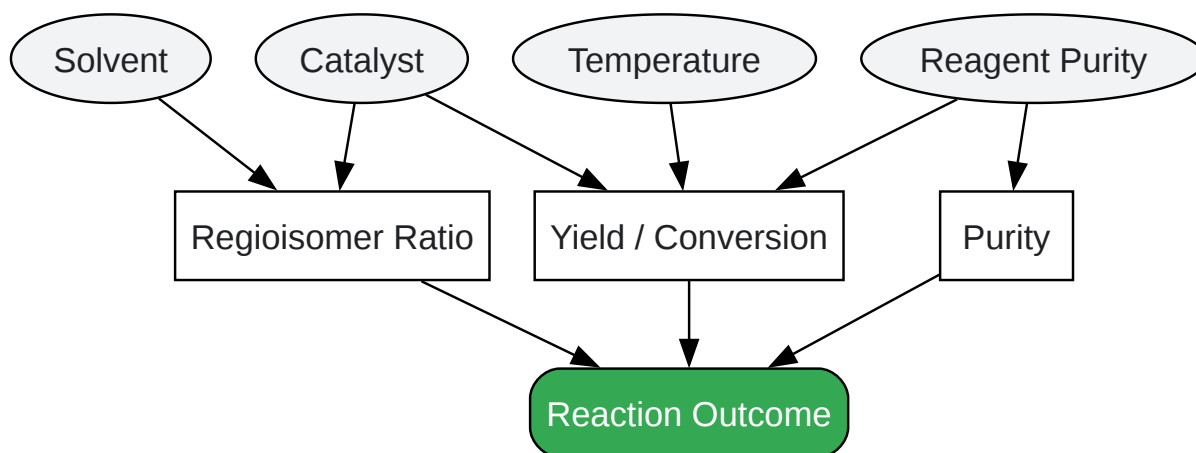 Solvent
Catalyst
Temperature
Reagent Purity
Regioisomer Ratio
Yield / Conversion
Purity
Reaction Outcome